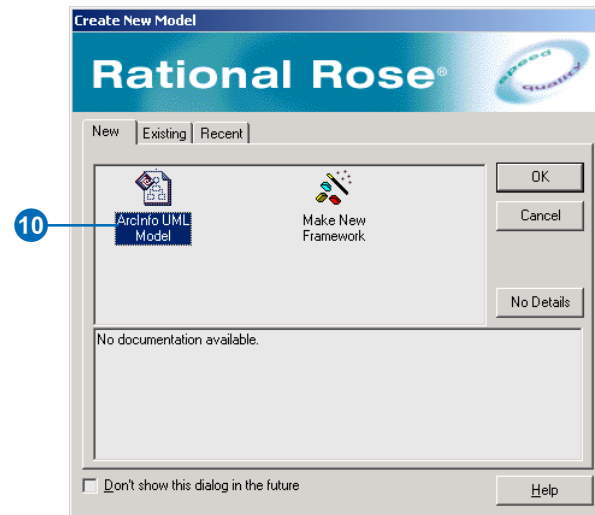 Create New Model
Rational Rose®
speed
quality
New
Existing
Recent
ArcInfo UML
Model
Make New
Framework
OK
Cancel
No Details
10
No documentation available.
Don't show this dialog in the future
Help